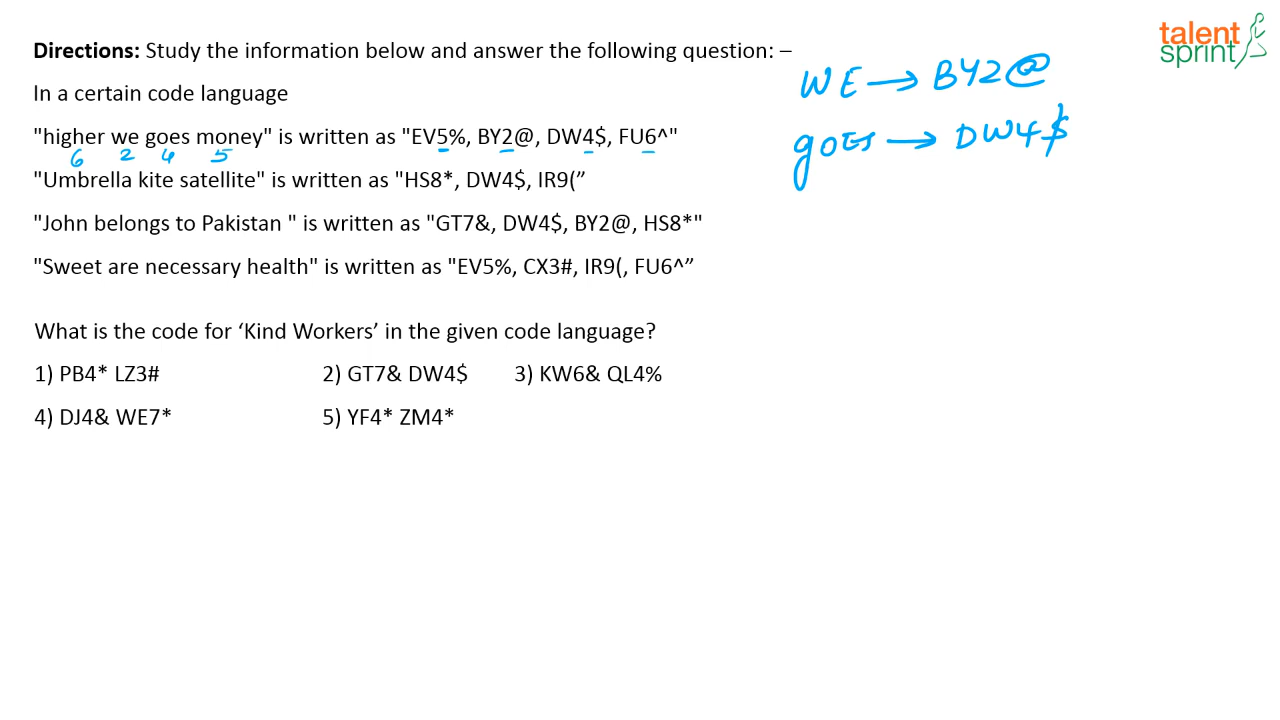 talent
sprint
Directions: Study the information below and answer the following question: –
WE → BY2@
In a certain code language
"higher we goes money" is written as "EV5%, BY2@, DW4$, FU6^"
goes → DW4$
6 2 4 5
"Umbrella kite satellite" is written as "HS8*, DW4$, IR9(”
"John belongs to Pakistan " is written as "GT7&, DW4$, BY2@, HS8*"
"Sweet are necessary health" is written as "EV5%, CX3#, IR9(, FU6^”
What is the code for ‘Kind Workers’ in the given code language?
1) PB4* LZ3# 2) GT7& DW4$ 3) KW6& QL4%
4) DJ4& WE7* 5) YF4* ZM4*